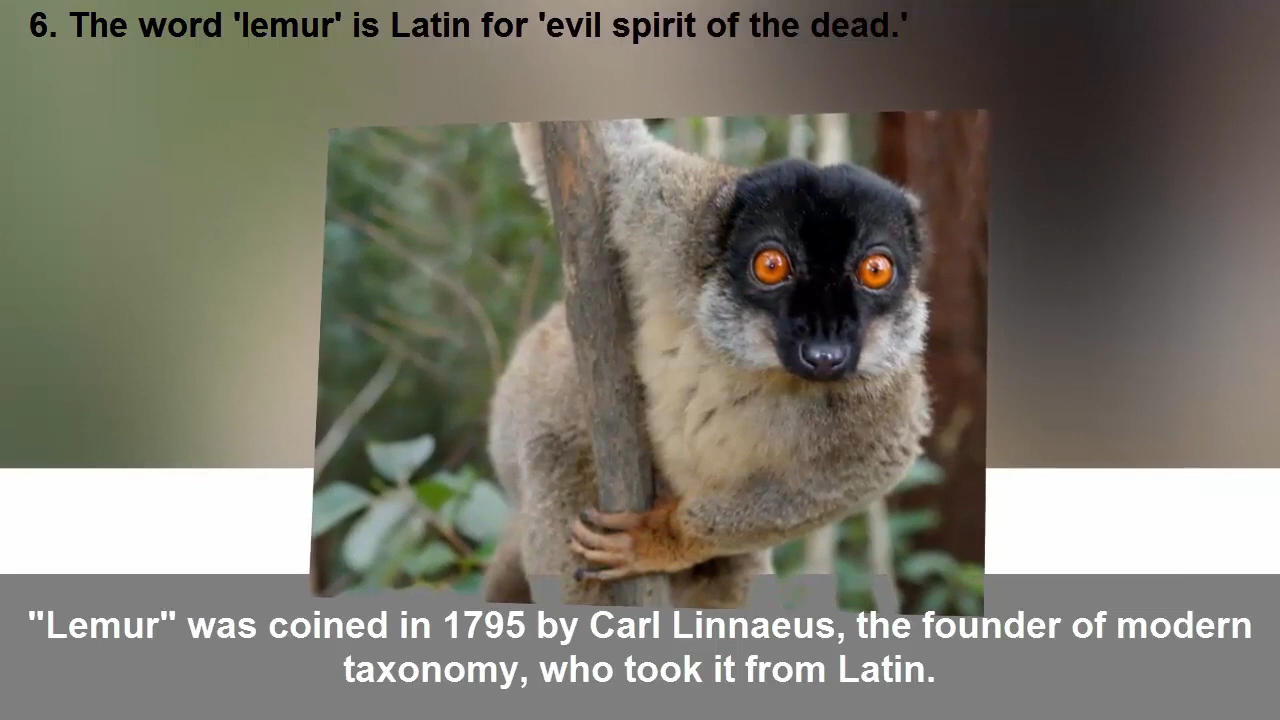 6. The word 'lemur' is Latin for 'evil spirit of the dead.'
"Lemur" was coined in 1795 by Carl Linnaeus, the founder of modern
taxonomy, who took it from Latin.